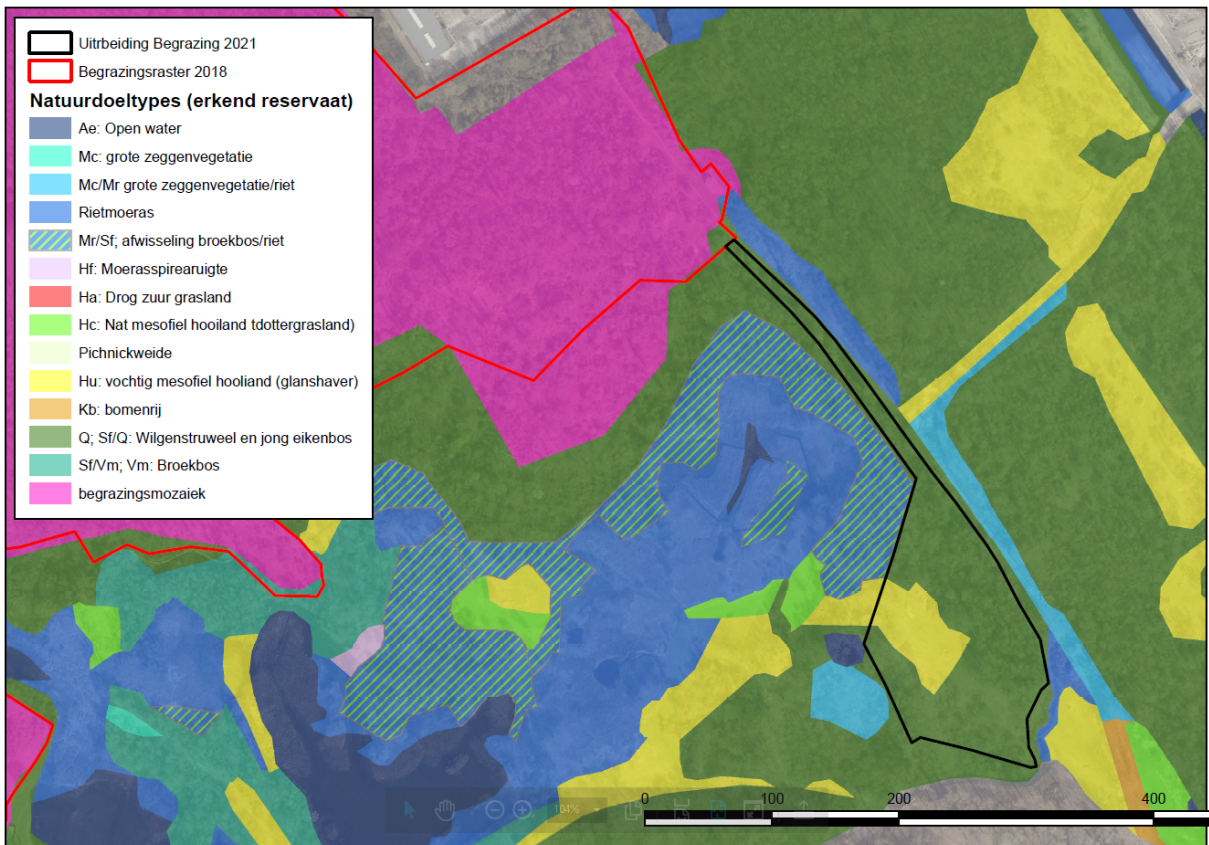 Uitrbeiding Begrazing 2021
Begrazingsraster 2018
Natuurdoeltypes (erkend reservaat)
Ae: Open water
Mc: grote zeggenvegetatie
Mc/Mr grote zeggenvegetatie/riet
Rietmoeras
Mr/Sf; afwisseling broekbos/riet
Hf: Moerasspirearuigte
Ha: Drog zuur grasland
Hc: Nat mesofiel hooiland tdottergrasland)
Pichnickweide
Hu: vochtig mesofiel hooliand (glanshaver)
Kb: bomenrij
Q; Sf/Q: Wilgenstruweel en jong eikenbos
Sf/Vm; Vm: Broekbos
begrazingsmozaiek
104%
0 100 200 400